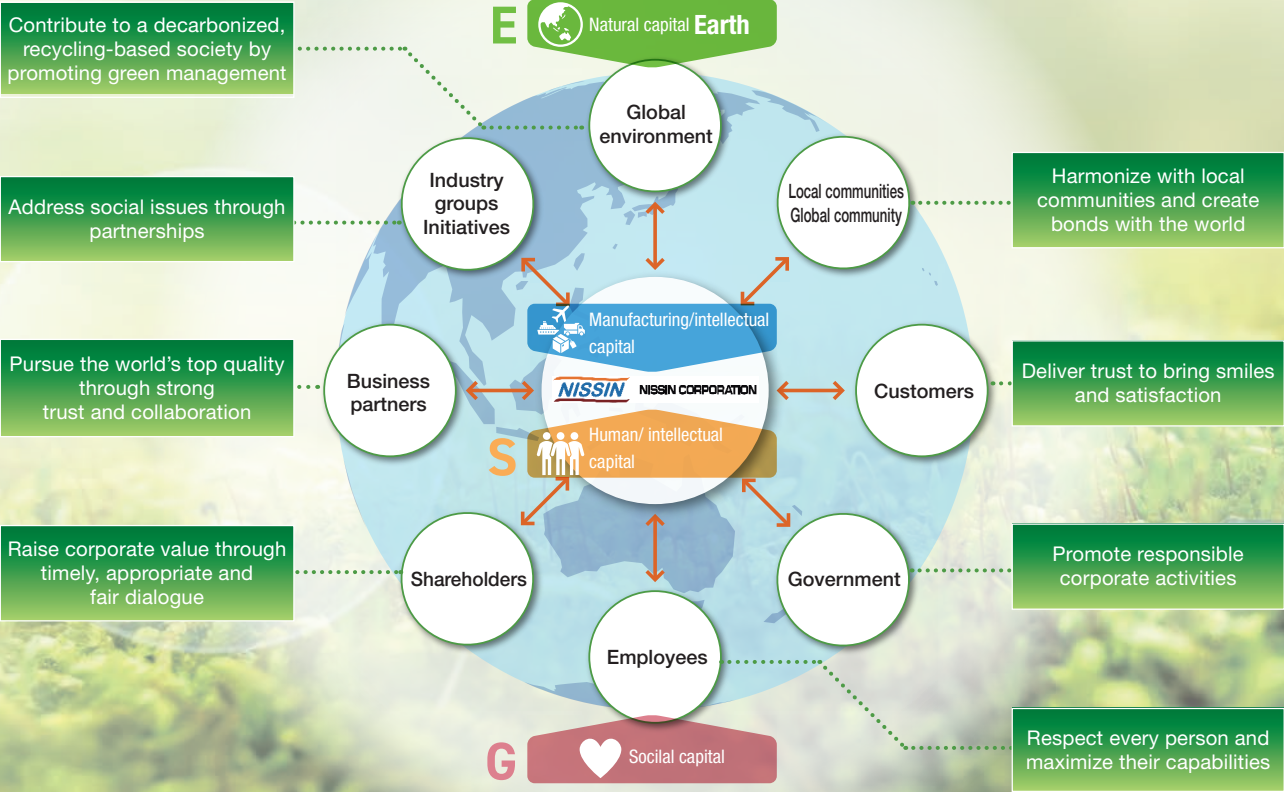 Contribute to a decarbonized,
recycling-based society by
promoting green management
E
Natural capital Earth
Global
environment
Industry
groups
Initiatives
Local communities
Global community
Address social issues through
partnerships
Harmonize with local
communities and create
bonds with the world
Manufacturing/intellectual
capital
Pursue the world's top quality
through strong
trust and collaboration
Business
partners
NISSIN NISSIN CORPORATION
Customers
Deliver trust to bring smiles
and satisfaction
S
Human/ intellectual
capital
Raise corporate value through
timely, appropriate and
fair dialogue
Shareholders
Government
Promote responsible
corporate activities
Employees
G
Socilal capital
Respect every person and
maximize their capabilities